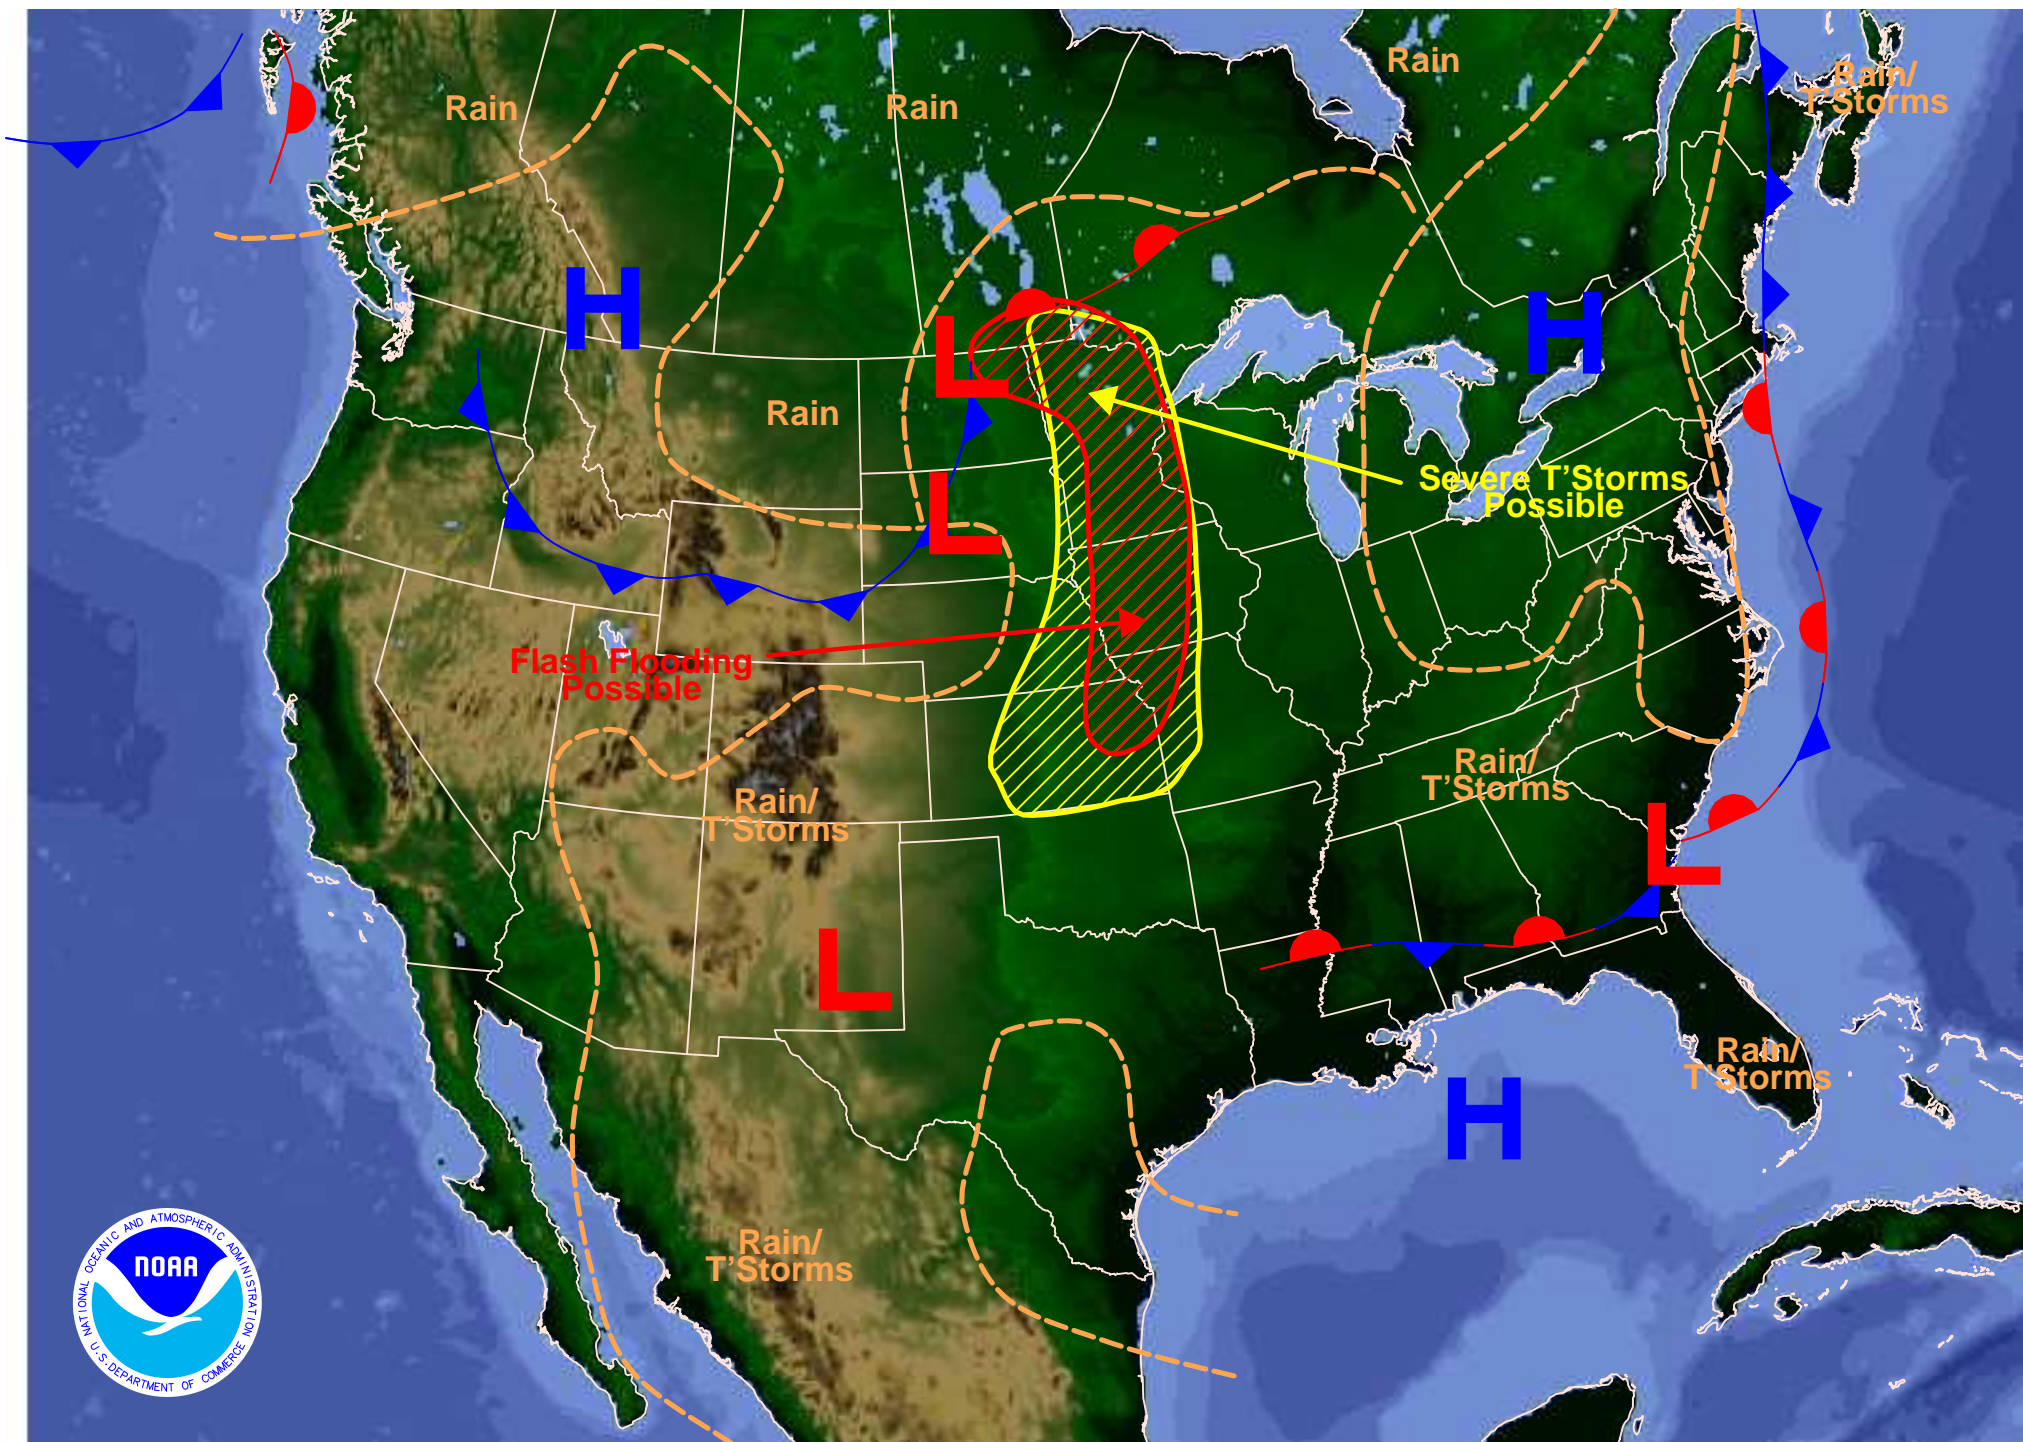 Rain
Rain
Rain
Rain/
T'Storms
H
H
L
Rain
L
Severe T'Storms
Possible
Flash Flooding
Possible
Rain/
T'Storms
Rain/
T'Storms
L
L
Rain/
T'Storms
H
Rain/
T'Storms
NATIONAL OCEANIC AND ATMOSPHERIC ADMINISTRATION
NOAA
U.S. DEPARTMENT OF COMMERCE